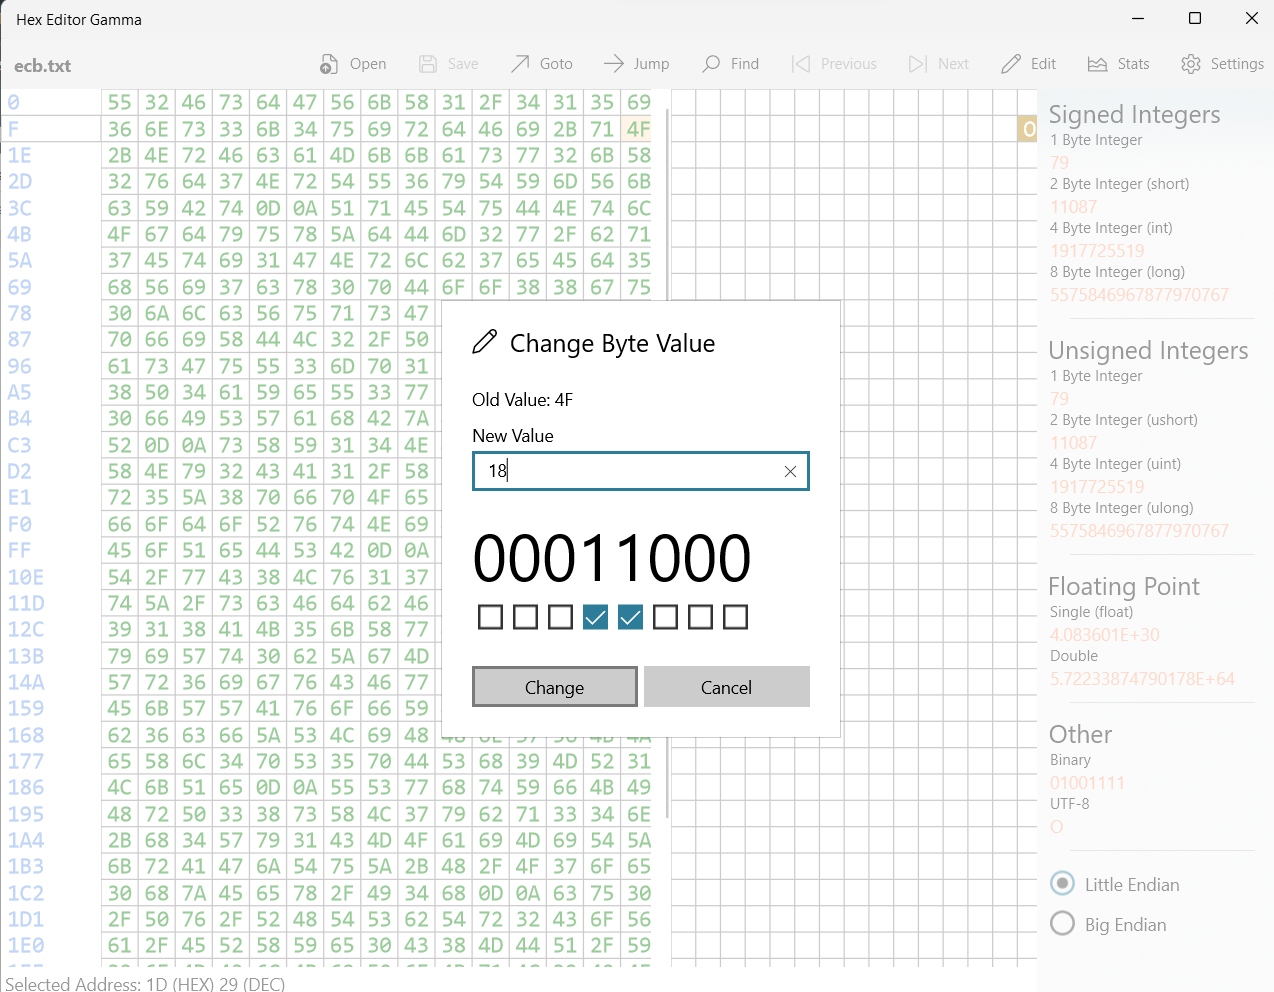 Hex Editor Gamma
ecb.txt Open Save Goto Jump Find Previous Next Edit Stats Settings
0 55 32 46 73 64 47 56 6B 58 31 2F 34 31 35 69
F 36 6E 73 33 6B 34 75 69 72 64 46 69 2B 71 4F O
1E 2B 4E 72 46 63 61 4D 6B 6B 61 73 77 32 6B 58
2D 32 76 64 37 4E 72 54 55 36 79 54 59 6D 56 6B
3C 63 59 42 74 0D 0A 51 71 45 54 75 44 4E 74 6C
4B 4F 67 64 79 75 78 5A 64 44 6D 32 77 2F 62 71
5A 37 45 74 69 31 47 4E 72 6C 62 37 65 45 64 35
69 68 56 69 37 63 78 30 70 44 6F 6F 38 38 67 75
78 30 6A 6C 63 56 75 71 73 47
87 70 66 69 58 44 4C 32 2F 50
96 61 73 47 75 55 33 6D 70 31
A5 38 50 34 61 59 65 55 33 77
B4 30 66 49 53 57 61 68 42 7A
C3 52 0D 0A 73 58 59 31 34 4E
D2 58 4E 79 32 43 41 31 2F 58
E1 72 35 5A 38 70 66 70 4F 65
F0 66 6F 64 6F 52 76 74 4E 69
FF 45 6F 51 65 44 53 42 0D 0A
10E 54 2F 77 43 38 4C 76 31 37
11D 74 5A 2F 73 63 46 64 62 46
12C 39 31 38 41 4B 35 6B 58 77
13B 79 69 57 74 30 62 5A 67 4D
14A 57 72 36 69 67 76 43 46 77
159 45 6B 57 57 41 76 6F 66 59
168 62 36 63 66 5A 53 4C 69 48
177 65 58 6C 34 70 53 35 70 44 53 68 39 4D 52 31
186 4C 6B 51 65 0D 0A 55 53 77 68 74 59 66 4B 49
195 48 72 50 33 38 73 58 4C 37 79 62 71 33 34 6E
1A4 2B 68 34 57 79 31 43 4D 4F 61 69 4D 69 54 5A
1B3 6B 72 41 47 6A 54 75 5A 2B 48 2F 4F 37 6F 65
1C2 30 68 7A 45 65 78 2F 49 34 68 0D 0A 63 75 30
1D1 2F 50 76 2F 52 48 54 53 62 54 72 32 43 6F 56
1E0 61 2F 45 52 58 59 65 30 43 38 4D 44 51 2F 59
Selected Address: 1D (HEX) 29 (DEC)
Change Byte Value
Old Value: 4F
New Value
18
00011000
Change Cancel
Signed Integers
1 Byte Integer
79
2 Byte Integer (short)
11087
4 Byte Integer (int)
1917725519
8 Byte Integer (long)
5575846967877970767
Unsigned Integers
1 Byte Integer
79
2 Byte Integer (ushort)
11087
4 Byte Integer (uint)
1917725519
8 Byte Integer (ulong)
5575846967877970767
Floating Point
Single (float)
4.083601E+30
Double
5.72233874790178E+64
Other
Binary
01001111
UTF-8
O
Little Endian
Big Endian